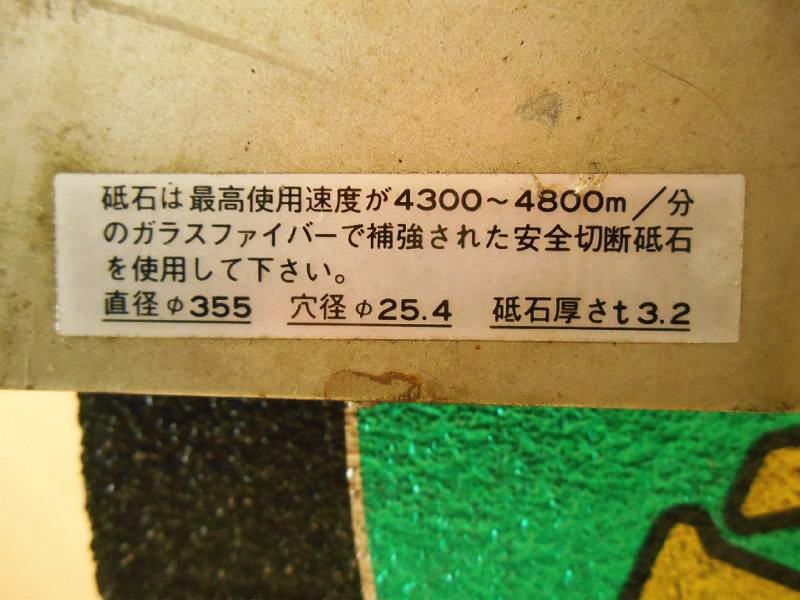 砥石は最高使用速度が4300～4800m／分
のガラスファイバーで補強された安全切断砥石
を使用して下さい。
直径φ355 穴径φ25.4 砥石厚さt3.2